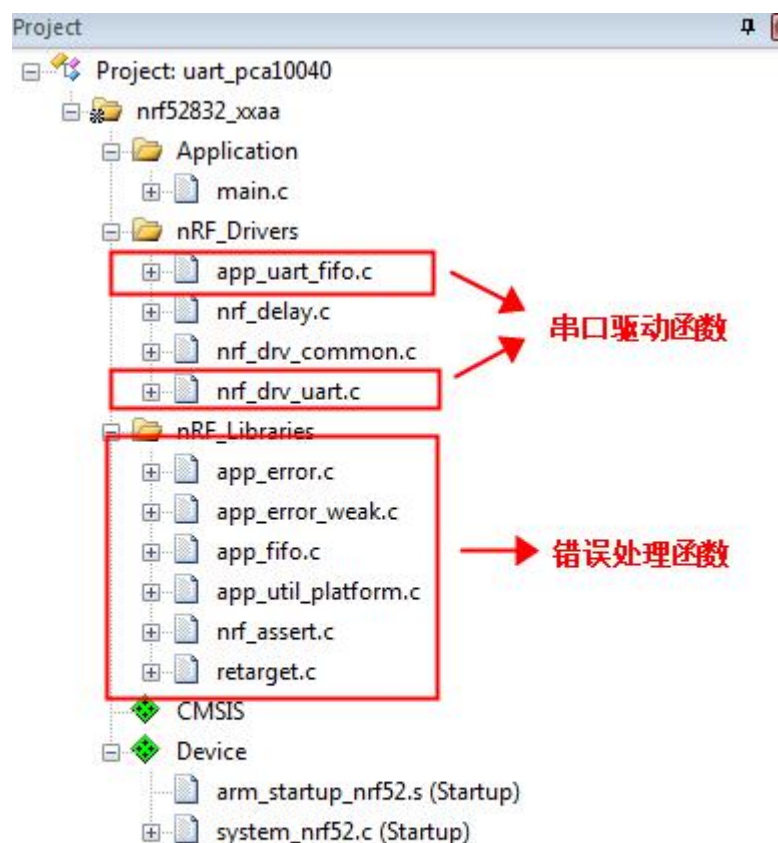 Project
Project: uart_pca10040
nrf52832_xxaa
Application
main.c
nRF_Drivers
app_uart_fifo.c
nrf_delay.c
串口驱动函数
nrf_drv_common.c
nrf_drv_uart.c
nRF_Libraries
app_error.c
app_error_weak.c
app_fifo.c
错误处理函数
app_util_platform.c
nrf_assert.c
retarget.c
CMSIS
Device
arm_startup_nrf52.s (Startup)
system_nrf52.c (Startup)